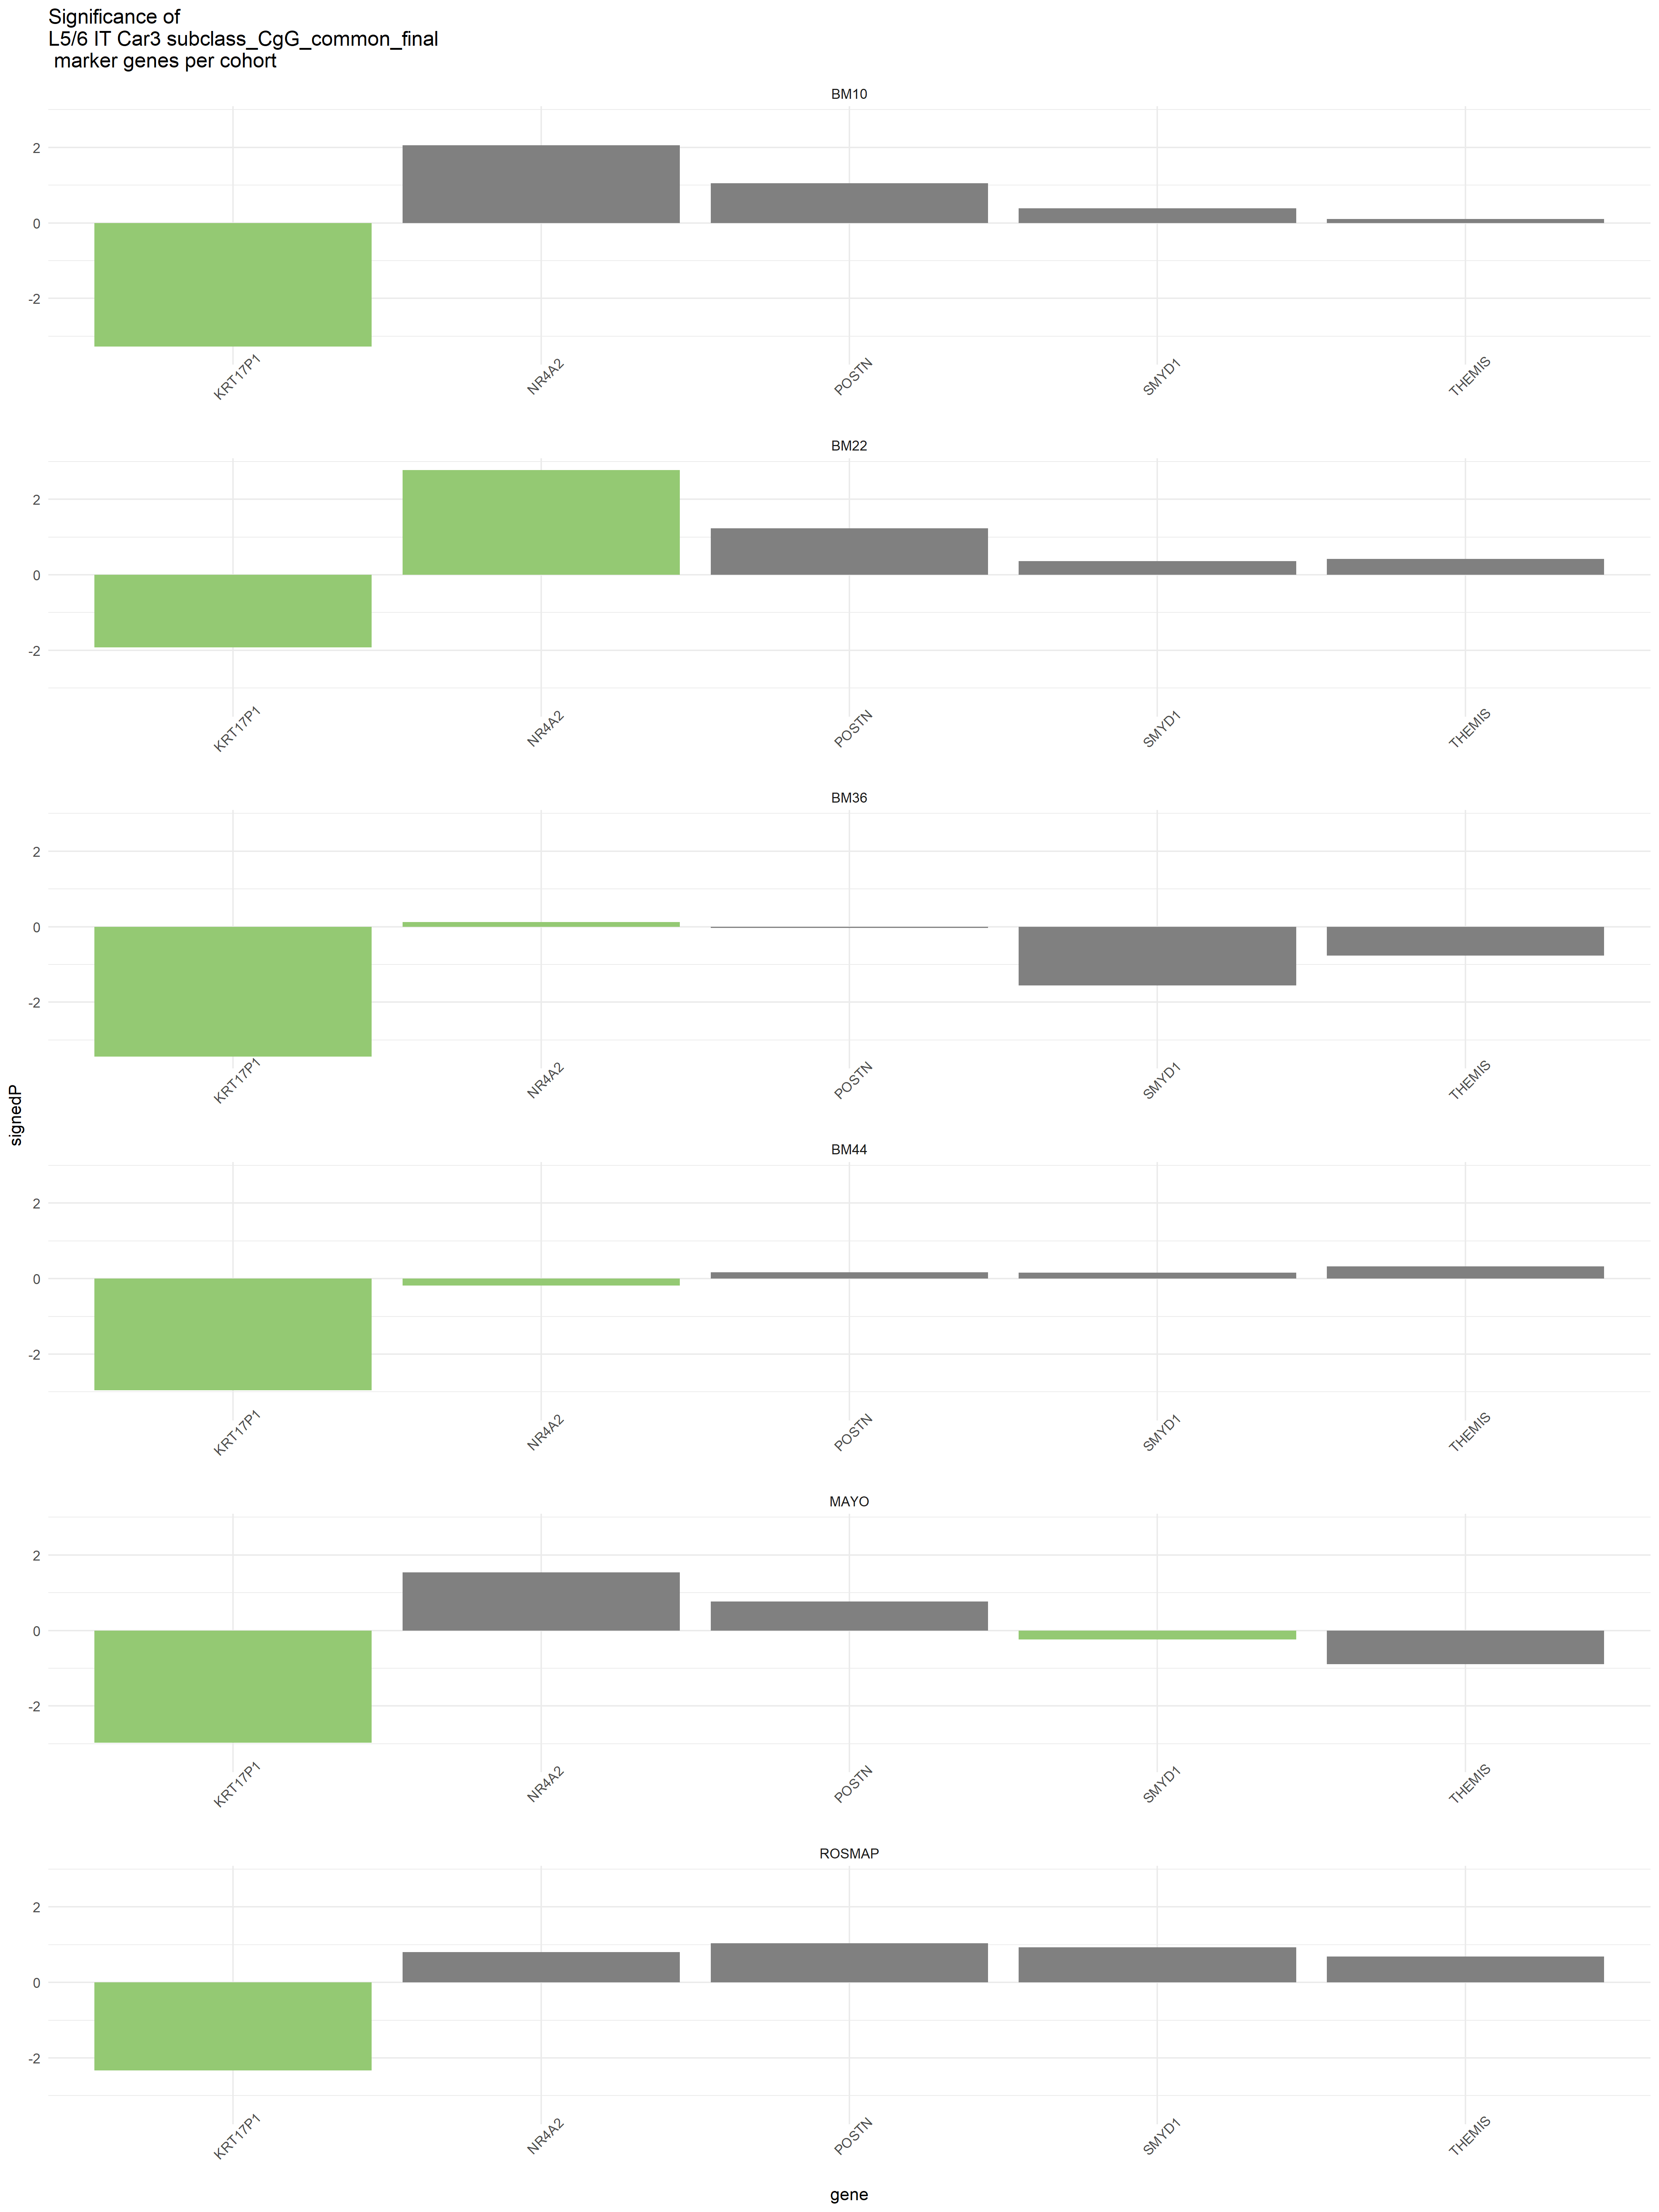 Significance of
L5/6 IT Car3 subclass_CgG_common_final
marker genes per cohort
BM10
2
0
-2
KRT17P1 NR4A2 POSTN SMYD1 THEMIS
BM22
2
0
-2
KRT17P1 NR4A2 POSTN SMYD1 THEMIS
BM36
2
0
-2
KRT17P1 NR4A2 POSTN SMYD1 THEMIS
signedP
BM44
2
0
-2
KRT17P1 NR4A2 POSTN SMYD1 THEMIS
MAYO
2
0
-2
KRT17P1 NR4A2 POSTN SMYD1 THEMIS
ROSMAP
2
0
-2
KRT17P1 NR4A2 POSTN SMYD1 THEMIS
gene